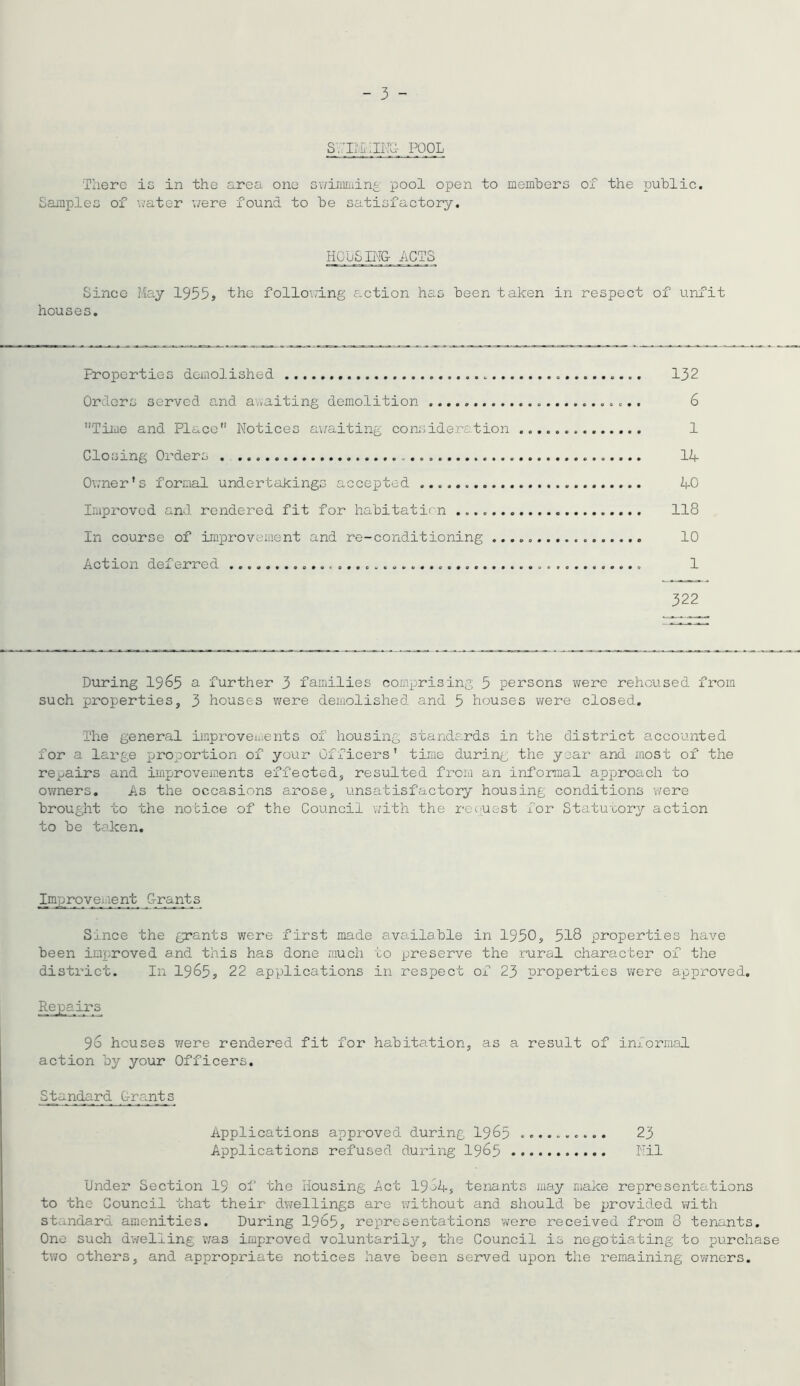 - 3 -
SWIMMING POOL
There is in the area one swimming pool open to members of the public.
Samples of water were found to be satisfactory.
HOUSING ACTS
Since May 1955, the following action has been taken in respect of unfit
houses.
Properties demolished ........................................ 132
Orders served and awaiting demolition ........................ 6
"Time and Place" Notices awaiting consideration .............. 1
Closing Orders . ............................................. 14
Owner's formal undertakings accepted ......................... 40
Improved and rendered fit for habitation ..................... 118
In course of improvement and re-conditioning ................. 10
Action deferred .............................................. 1
322
During 1965 a further 3 families comprising 5 persons were rehoused from
such properties, 3 houses were demolished and 5 houses were closed.
The general improvements of housing standards in the district accounted
for a large proportion of your Officers' time during the year and most of the
repairs and improvements effected, resulted from an informal approach to
owners. As the occasions arose, unsatisfactory housing conditions were
brought to the notice of the Council with the request for Statutory action
to be taken.
Improvement Grants
Since the grants were first made available in 1950, 518 properties have
been improved and this has done much to preserve the rural character of the
district. In 1965, 22 applications in respect of 23 properties were approved.
Repairs
96 houses were rendered fit for habitation, as a result of informal
action by your Officers.
Standard Grants
Applications approved during 1965 .......... 23
Applications refused during 1965 ........... Nil
Under Section 19 of the Housing Act 1964, tenants may make representations
to the Council that their dwellings are without and should be provided with
standard amenities. During 1965, representations were received from 8 tenants.
One such dwelling was improved voluntarily, the Council is negotiating to purchase
two others, and appropriate notices have been served upon the remaining owners.